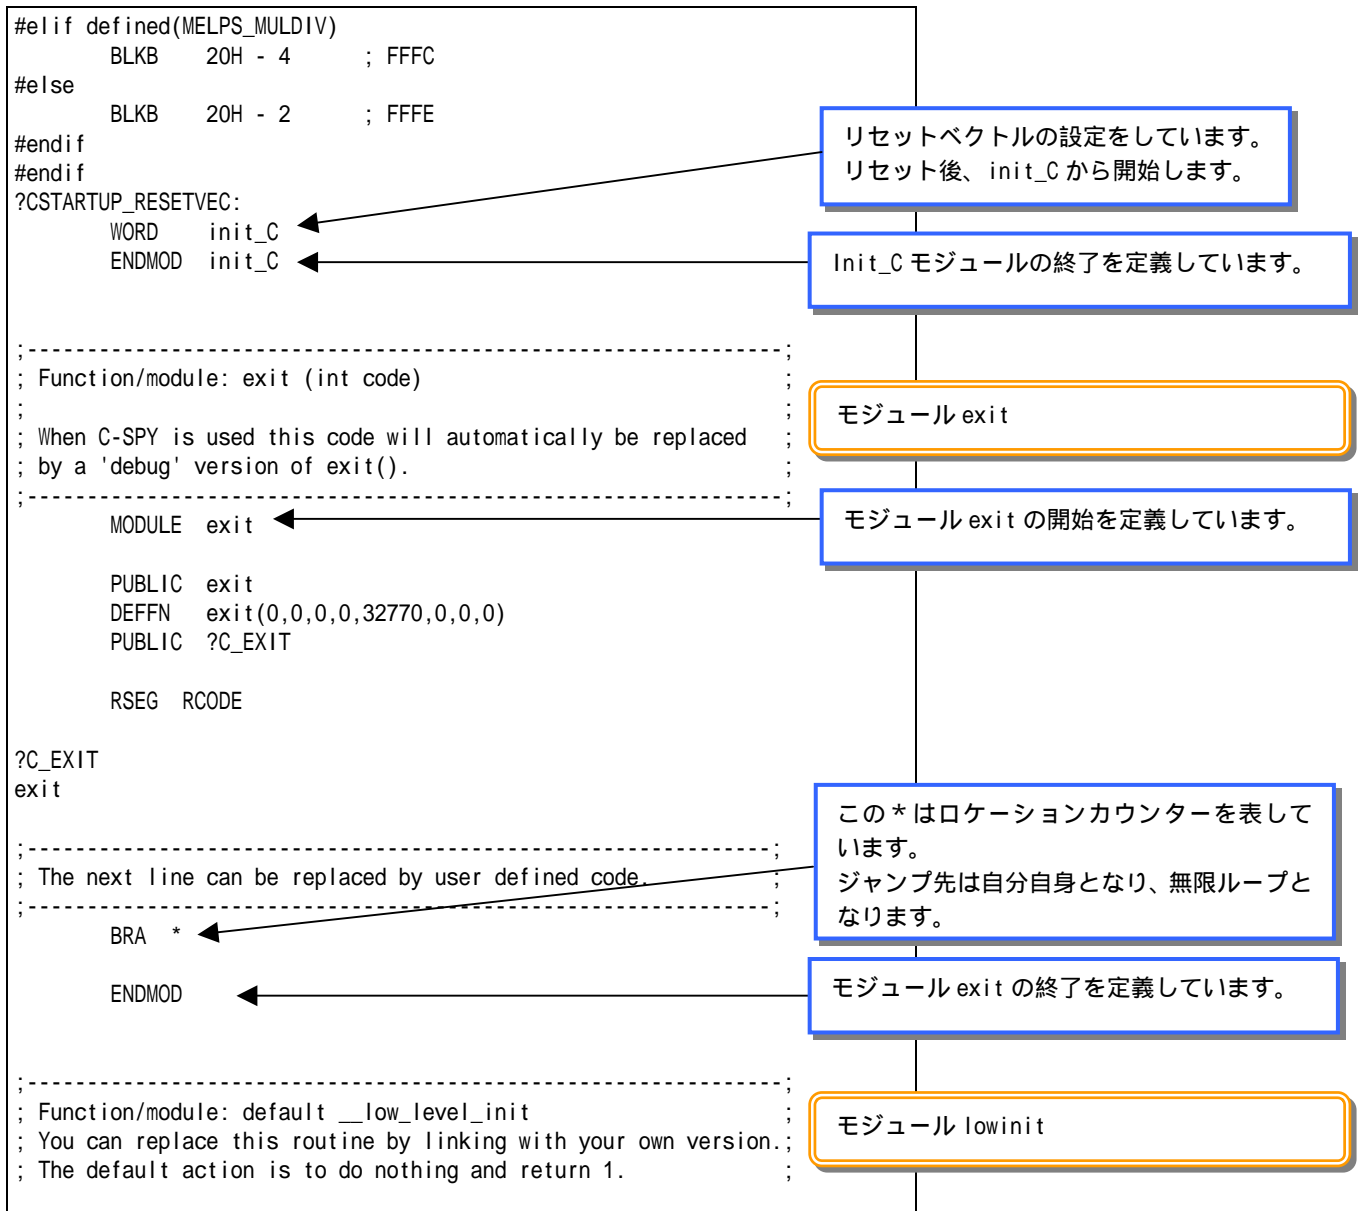 #elif defined(MELPS_MULDIV)
        BLKB    20H - 4       ; FFFC
#else
        BLKB    20H - 2       ; FFFE
#endif
#endif
?CSTARTUP_RESETVEC:
        WORD    init_C
        ENDMOD  init_C
リセットベクトルの設定をしています。
リセット後、init_C から開始します。
Init_C モジュールの終了を定義しています。
;---------------------------------------------------------------;
; Function/module: exit (int code)                              ;
;                                                               ;
; When C-SPY is used this code will automatically be replaced   ;
; by a 'debug' version of exit().                               ;
;---------------------------------------------------------------;
モジュール exit
        MODULE  exit
モジュール exit の開始を定義しています。
        PUBLIC  exit
        DEFFN   exit(0,0,0,0,32770,0,0,0)
        PUBLIC  ?C_EXIT
        RSEG  RCODE
?C_EXIT
exit
;--------------------------------------------------------------;
; The next line can be replaced by user defined code.          ;
;--------------------------------------------------------------;
        BRA  *
この * はロケーションカウンターを表して
います。
ジャンプ先は自分自身となり、無限ループと
なります。
        ENDMOD
モジュール exit の終了を定義しています。
;---------------------------------------------------------------;
; Function/module: default __low_level_init                     ;
; You can replace this routine by linking with your own version.;
; The default action is to do nothing and return 1.             ;
モジュール lowinit